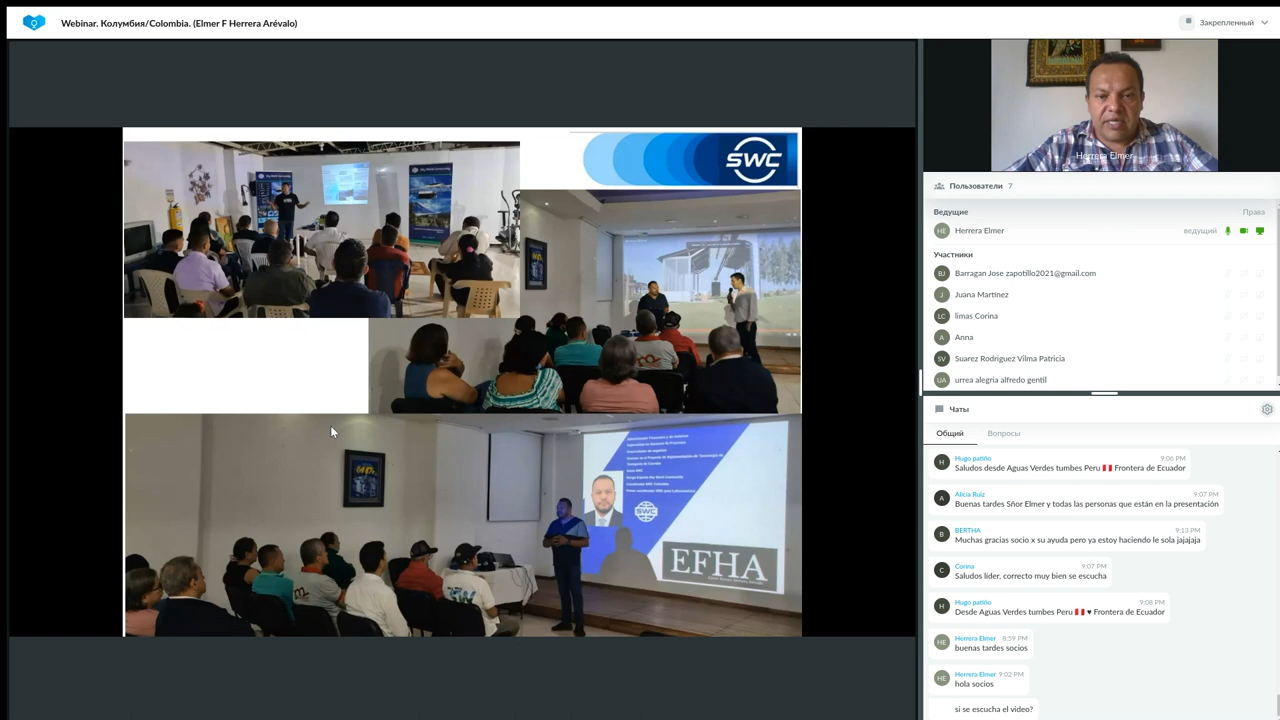 Webinar. Колумбия/Colombia. (Elmer F Herrera Arévalo)
Закрепленный
SWC
Herrera Elmer
Пользователи 7
Ведущие Права
HE Herrera Elmer ведущий
Участники
BJ Barragan Jose zapotillo2021@gmail.com
J Juana Martínez
LC limas Corina
A Anna
SV Suarez Rodriguez Vilma Patricia
UA urrea alegria alfredo gentil
SWC
EFHA
Чаты
Общий Вопросы
H Hugo patiño 9:06 PM
Saludos desde Aguas Verdes tumbes Peru 🇵🇪 Frontera de Ecuador
A Alicia Ruiz 9:07 PM
Buenas tardes Sñor Elmer y todas las personas que están en la presentación
B BERTHA 9:13 PM
Muchas gracias socio x su ayuda pero ya estoy haciendo le sola jajajaja
C Corina 9:07 PM
Saludos líder, correcto muy bien se escucha
H Hugo patiño 9:08 PM
Desde Aguas Verdes tumbes Peru 🇵🇪 ♥ Frontera de Ecuador
HE Herrera Elmer 8:59 PM
buenas tardes socios
HE Herrera Elmer 9:02 PM
hola socios
si se escucha el video?